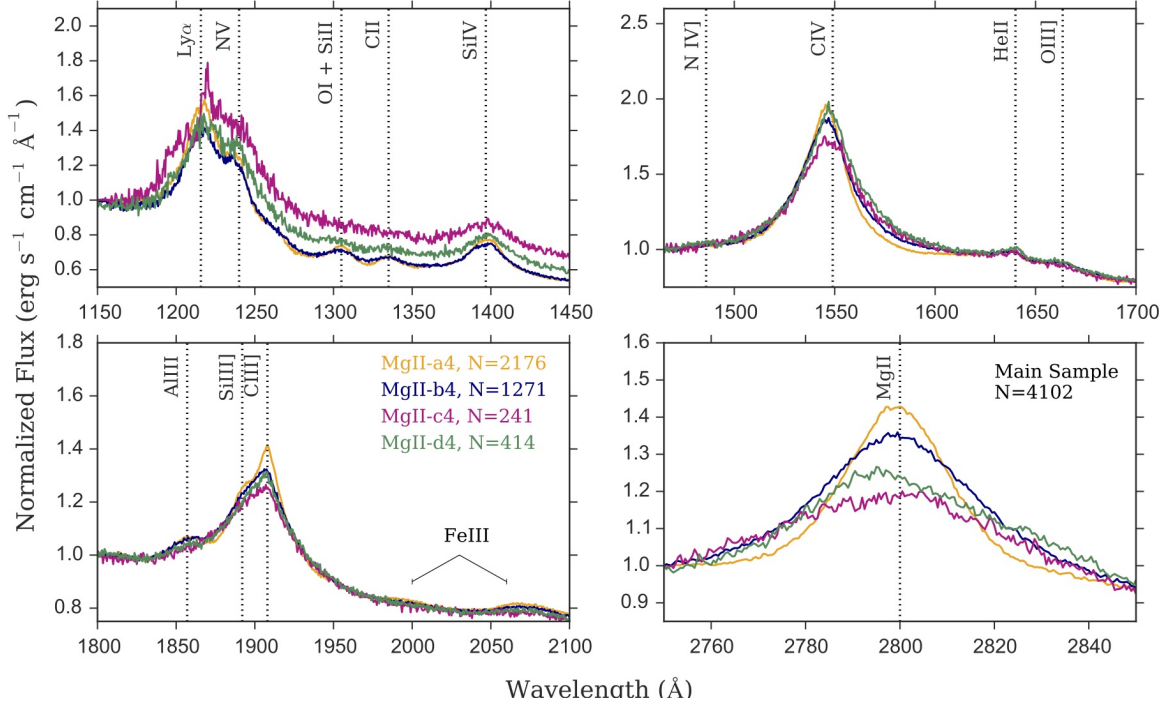 Normalized Flux (erg s⁻¹ cm⁻¹ Å⁻¹)
2.0
1.8
1.6
1.4
1.2
1.0
0.8
0.6
Lyα
NV
OI + SiII
CII
SiIV
1150
1200
1250
1300
1350
1400
1450
2.5
2.0
1.5
1.0
N IV]
CIV
HeII
OIII]
1500
1550
1600
1650
1700
1.8
1.6
1.4
1.2
1.0
0.8
AlIII
SiIII]
CIII]
MgII-a4, N=2176
MgII-b4, N=1271
MgII-c4, N=241
MgII-d4, N=414
FeIII
1800
1850
1900
1950
2000
2050
2100
1.6
1.5
1.4
1.3
1.2
1.1
1.0
0.9
MgII
Main Sample
N=4102
2760
2780
2800
2820
2840
Wavelength (Å)